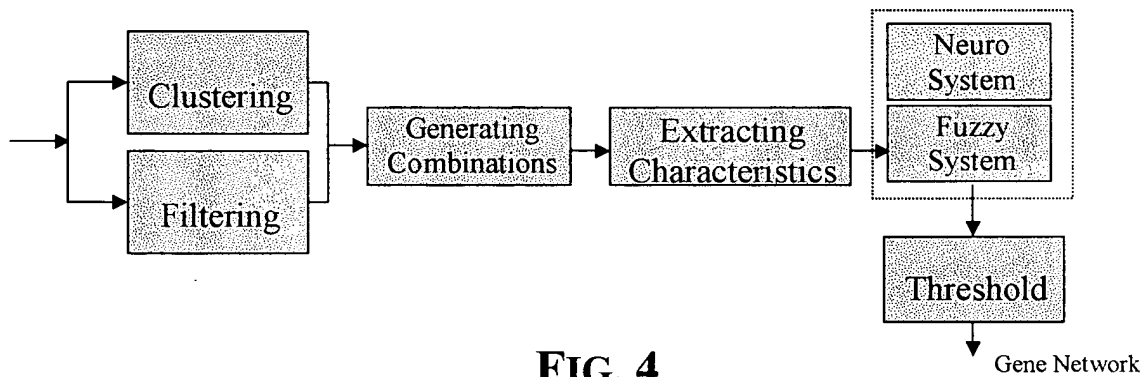 Clustering
Filtering
Generating
Combinations
Extracting
Characteristics
Neuro
System
Fuzzy
System
Threshold
Gene Network
FIG. 4